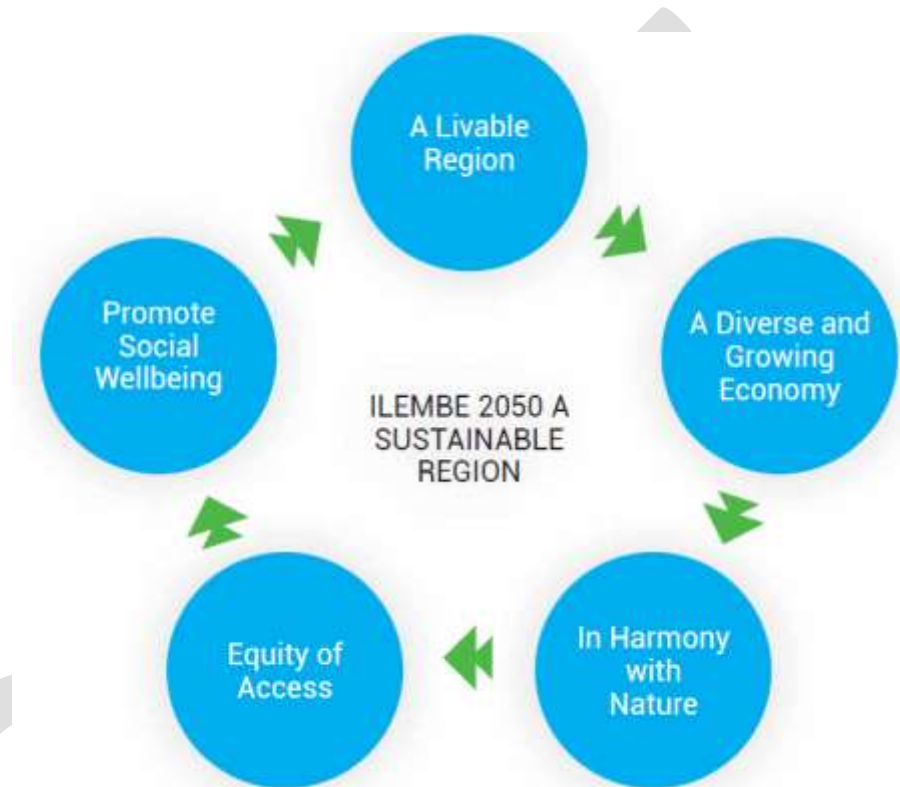 A Livable
Region
A Diverse and
Growing
Economy
In Harmony
with
Nature
Equity of
Access
Promote
Social
Wellbeing
ILEMBE 2050 A
SUSTAINABLE
REGION